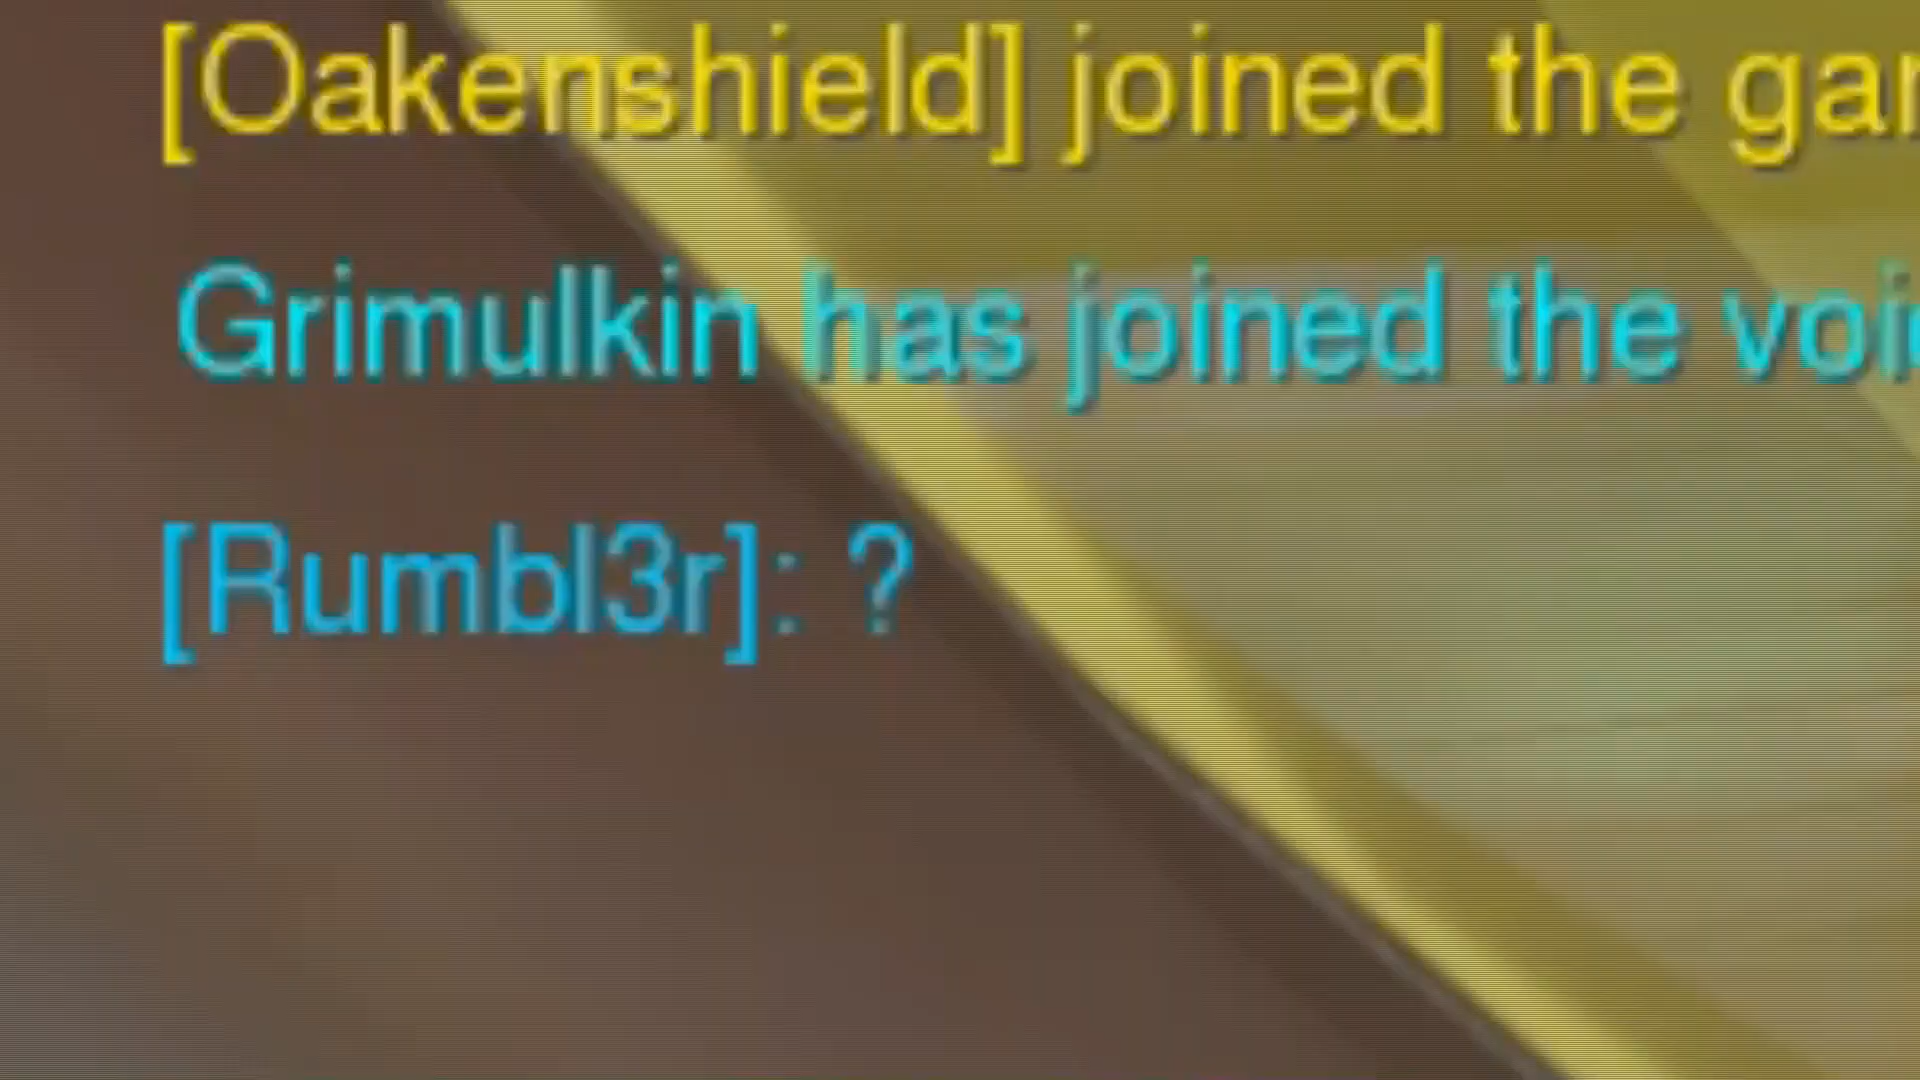 [Oakenshield] joined the
Grimulkin has joined the
[Rumbl3r]: ?